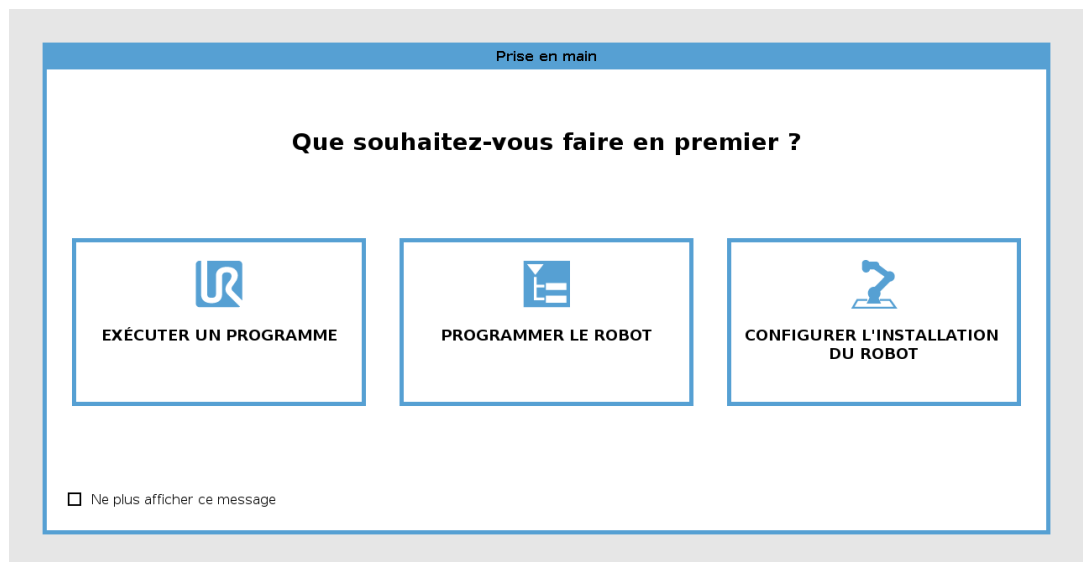 Prise en main
Que souhaitez-vous faire en premier ?
EXÉCUTER UN PROGRAMME
PROGRAMMER LE ROBOT
CONFIGURER L'INSTALLATION
DU ROBOT
Ne plus afficher ce message